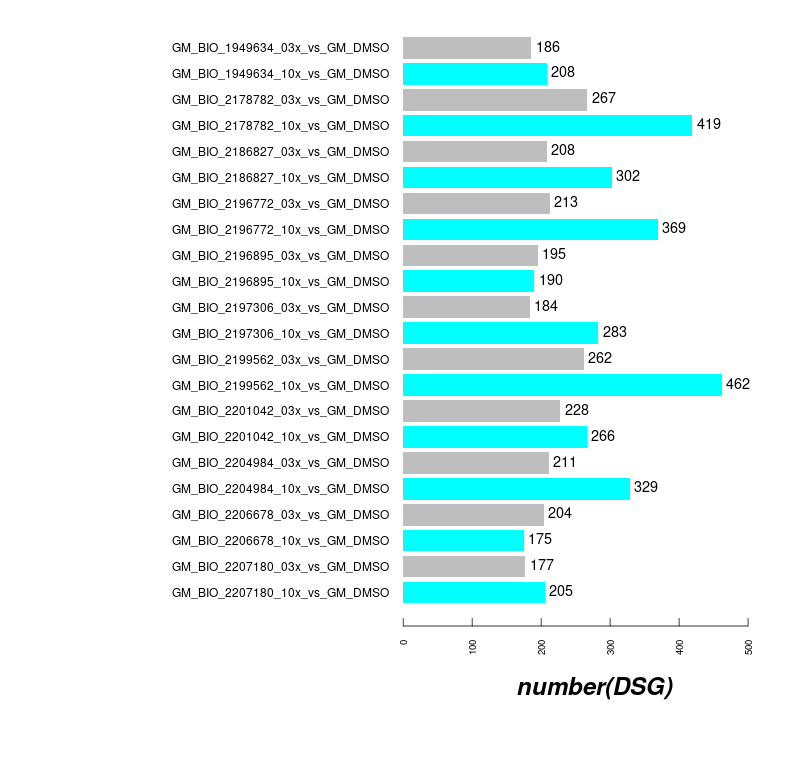 GM_BIO_1949634_03x_vs_GM_DMSO 186
GM_BIO_1949634_10x_vs_GM_DMSO 208
GM_BIO_2178782_03x_vs_GM_DMSO 267
GM_BIO_2178782_10x_vs_GM_DMSO 419
GM_BIO_2186827_03x_vs_GM_DMSO 208
GM_BIO_2186827_10x_vs_GM_DMSO 302
GM_BIO_2196772_03x_vs_GM_DMSO 213
GM_BIO_2196772_10x_vs_GM_DMSO 369
GM_BIO_2196895_03x_vs_GM_DMSO 195
GM_BIO_2196895_10x_vs_GM_DMSO 190
GM_BIO_2197306_03x_vs_GM_DMSO 184
GM_BIO_2197306_10x_vs_GM_DMSO 283
GM_BIO_2199562_03x_vs_GM_DMSO 262
GM_BIO_2199562_10x_vs_GM_DMSO 462
GM_BIO_2201042_03x_vs_GM_DMSO 228
GM_BIO_2201042_10x_vs_GM_DMSO 266
GM_BIO_2204984_03x_vs_GM_DMSO 211
GM_BIO_2204984_10x_vs_GM_DMSO 329
GM_BIO_2206678_03x_vs_GM_DMSO 204
GM_BIO_2206678_10x_vs_GM_DMSO 175
GM_BIO_2207180_03x_vs_GM_DMSO 177
GM_BIO_2207180_10x_vs_GM_DMSO 205
0 100 200 300 400 500
number(DSG)